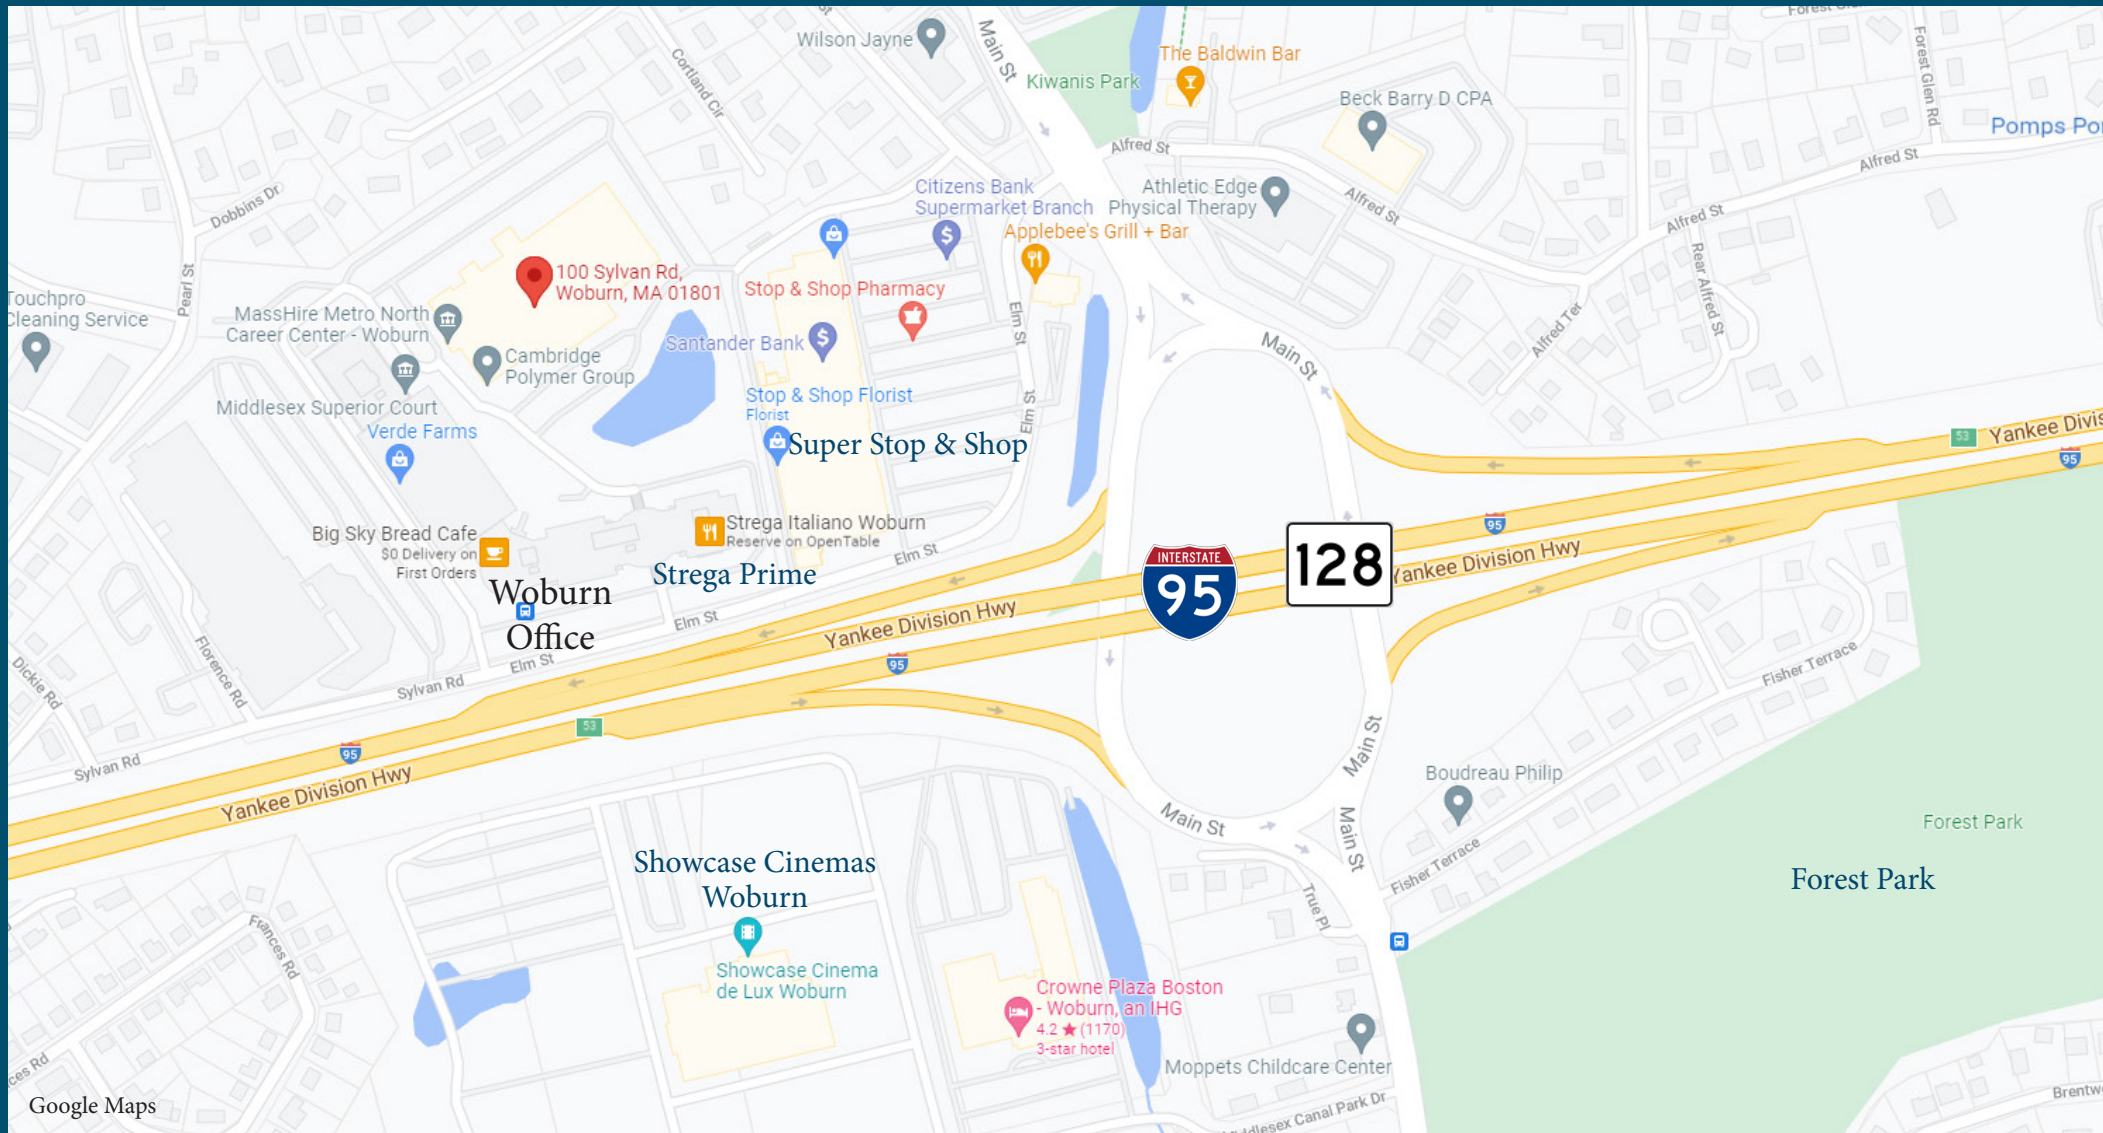 Wilson Jayne
Main St
Kiwanis Park
The Baldwin Bar
Beck Barry D CPA
Forest Glen Rd
Pomps Po
Cortland Cir
Alfred St
Alfred St
Dobbins Dr
Citizens Bank
Supermarket Branch
Athletic Edge
Physical Therapy
Alfred St
Alfred St
Applebee's Grill + Bar
Pearl St
100 Sylvan Rd,
Woburn, MA 01801
Stop & Shop Pharmacy
Rear Alfred St
Touchpro
Cleaning Service
MassHire Metro North
Career Center - Woburn
Elm St
Alfred Ter
Santander Bank
Main St
Cambridge
Polymer Group
Middlesex Superior Court
Stop & Shop Florist
Florist
Elm St
Verde Farms
Super Stop & Shop
53
Yankee Divis
95
Big Sky Bread Cafe
$0 Delivery on
First Orders
Strega Italiano Woburn
Reserve on OpenTable
95
Elm St
Strega Prime
INTERSTATE
95
128
Yankee Division Hwy
Woburn
Office
Elm St
Yankee Division Hwy
Elm St
95
Florence Rd
Dickie Rd
Sylvan Rd
Fisher Terrace
53
95
Sylvan Rd
Main St
Yankee Division Hwy
Boudreau Philip
Main St
Main St
Forest Park
Fisher Terrace
Showcase Cinemas
Woburn
Forest Park
True Pl
Frances Rd
Showcase Cinema
de Lux Woburn
Crowne Plaza Boston
- Woburn, an IHG
4.2 ★ (1170)
3-star hotel
Moppets Childcare Center
ces Rd
Brentw
Google Maps
dlesex Canal Park Dr